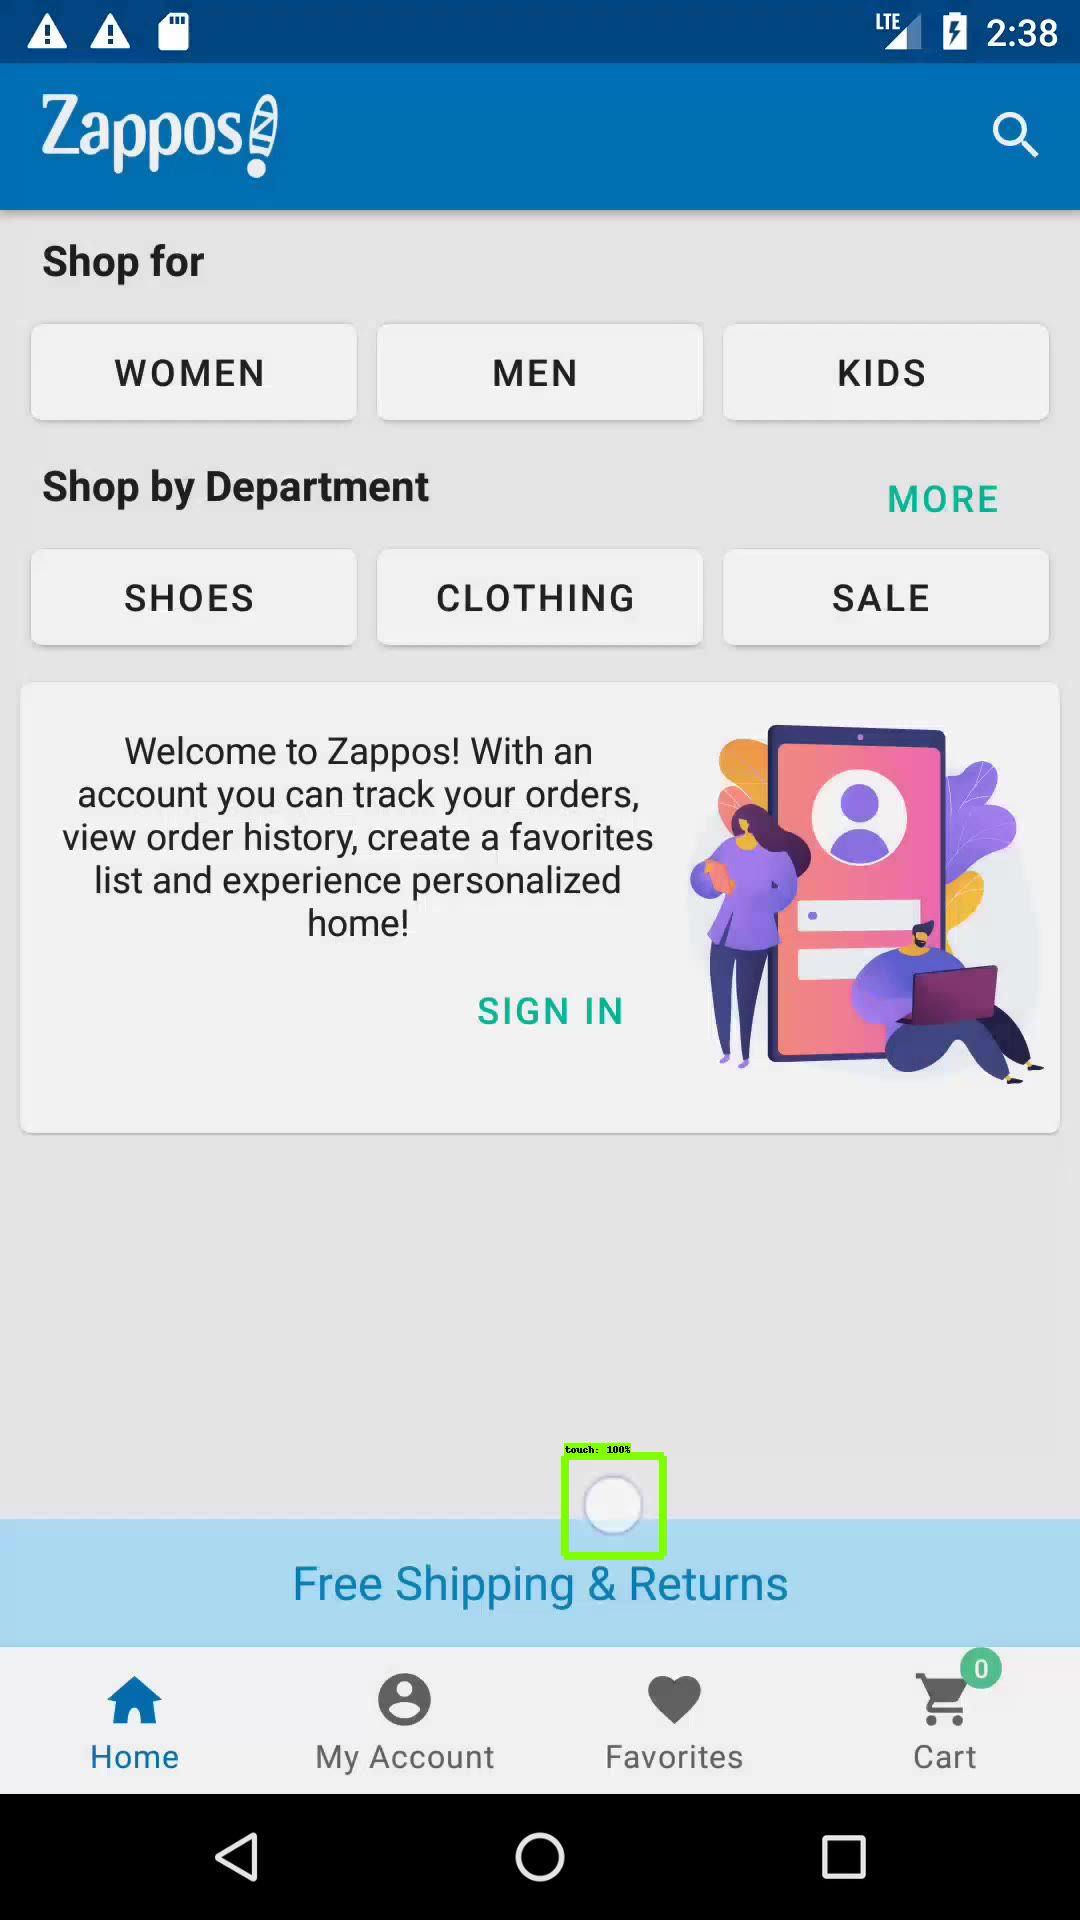 LTE 2:38
Zappos
Shop for
WOMEN MEN KIDS
Shop by Department
MORE
SHOES CLOTHING SALE
Welcome to Zappos! With an
account you can track your orders,
view order history, create a favorites
list and experience personalized
home!
SIGN IN
touch: 100%
Free Shipping & Returns
0
Home My Account Favorites Cart